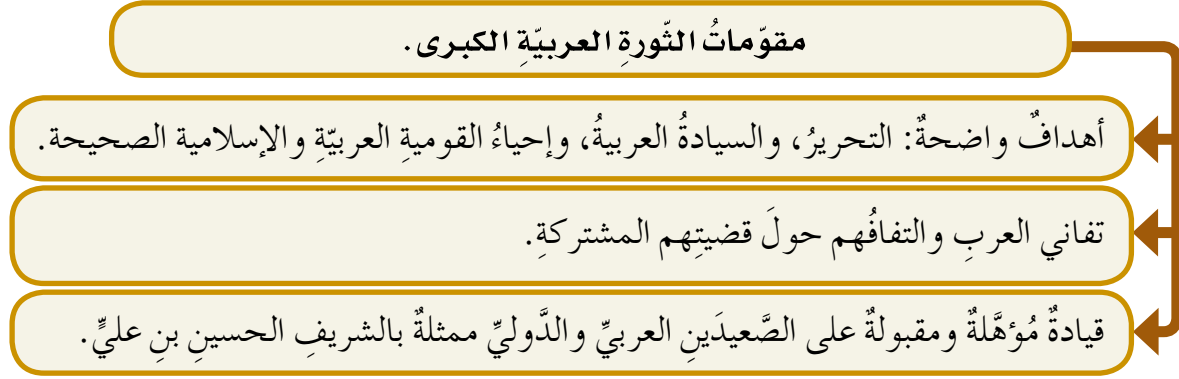 مقوّماتُ الثّورةِ العربيّةِ الكبرى.
أهدافٌ واضحةٌ: التحريرُ، والسيادةُ العربيةُ، وإحياءُ القوميةِ العربيّةِ والإسلامية الصحيحة.
تفاني العربِ والتفافُهم حولَ قضيتِهم المشتركةِ.
قيادةٌ مُؤهَّلةٌ ومقبولةٌ على الصَّعيدَينِ العربيِّ والدَّوليِّ ممثلةٌ بالشريفِ الحسينِ بنِ عليٍّ.